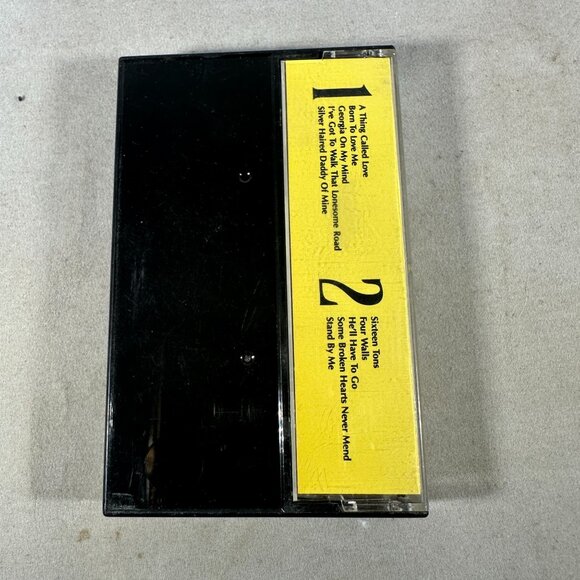 1
A Thing Called Love
Born To Love Me
Georgia On My Mind
I've Got To Walk That Lonesome Road
Silver Haired Daddy Of Mine
2
Sixteen Tons
Four Walls
He'll Have To Go
Some Broken Hearts Never Mend
Stand By Me